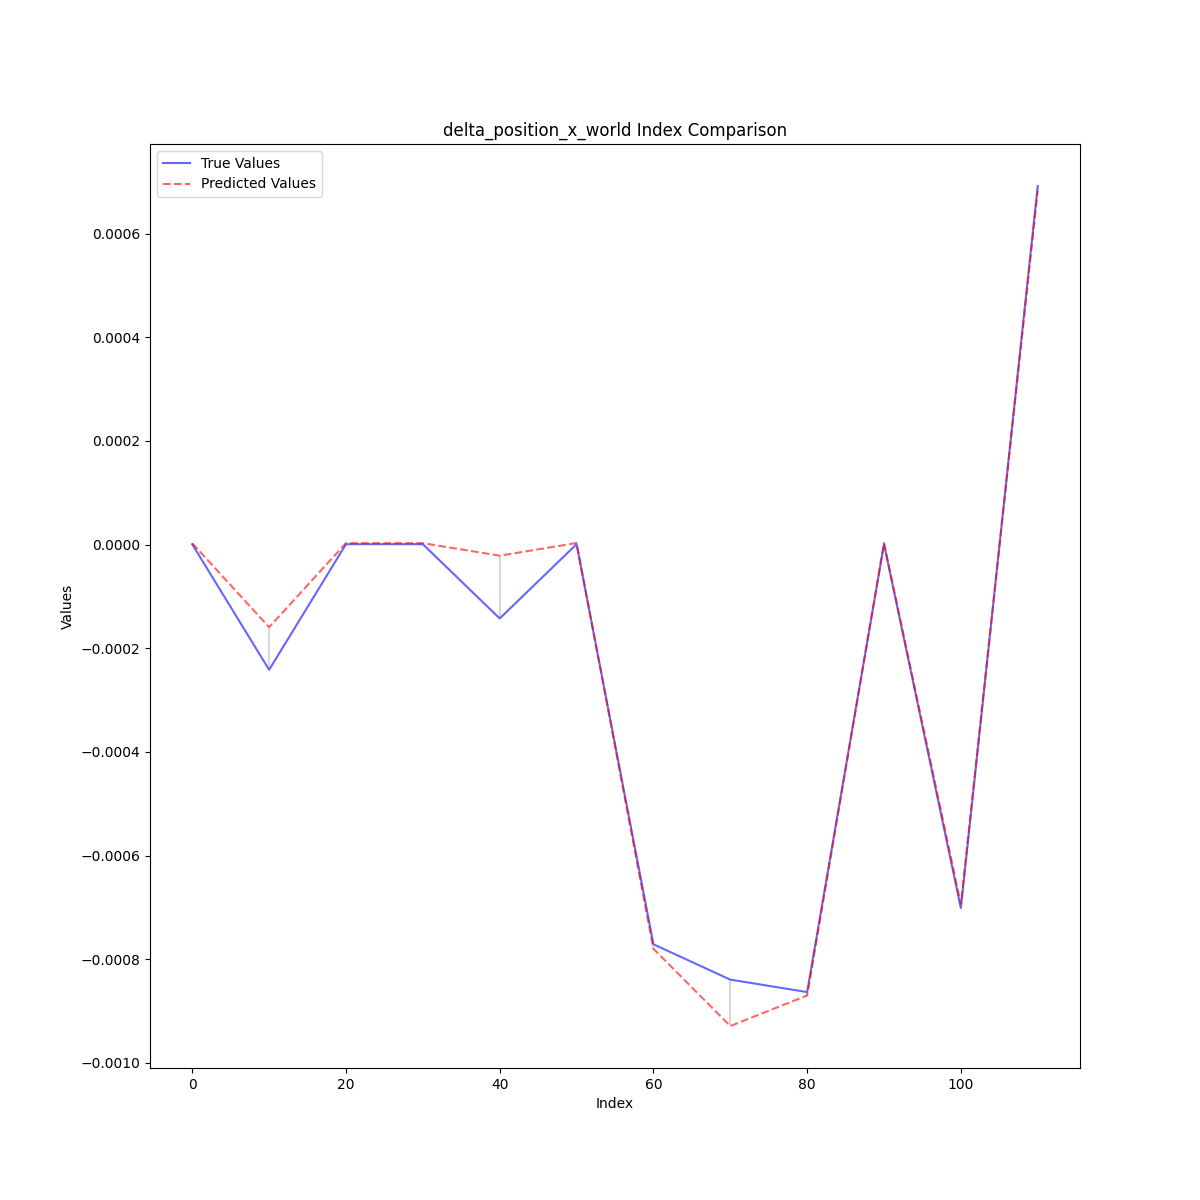 delta_position_x_world Index Comparison
True Values
Predicted Values
0.0006
0.0004
0.0002
0.0000
−0.0002
−0.0004
−0.0006
−0.0008
−0.0010
Values
0 20 40 60 80 100
Index